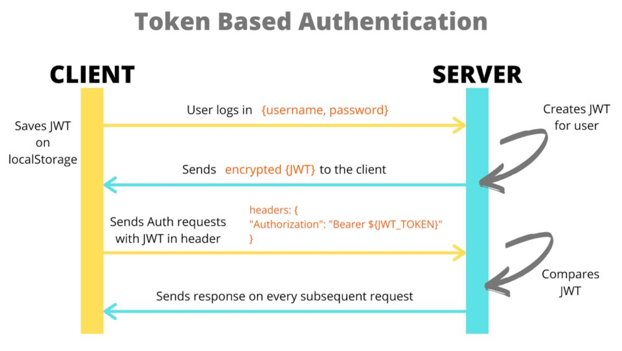 Token Based Authentication
CLIENT
SERVER
User logs in {username, password}
Creates JWT
for user
Saves JWT
on
localStorage
Sends encrypted {JWT} to the client
Sends Auth requests
with JWT in header
headers: {
"Authorization": "Bearer ${JWT_TOKEN}"
}
Compares
JWT
Sends response on every subsequent request